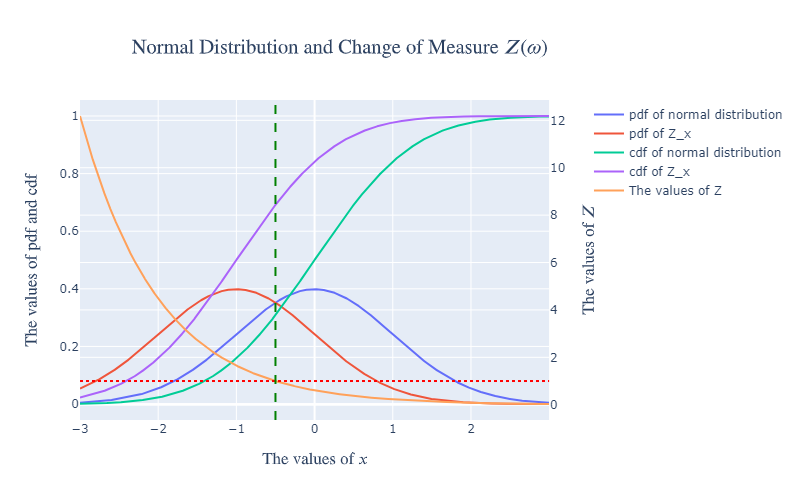 Normal Distribution and Change of Measure Z(ω)
The values of pdf and cdf
1
0.8
0.6
0.4
0.2
0
−3
−2
−1
0
1
2
The values of x
12
10
8
6
4
2
0
The values of Z
pdf of normal distribution
pdf of Z_x
cdf of normal distribution
cdf of Z_x
The values of Z